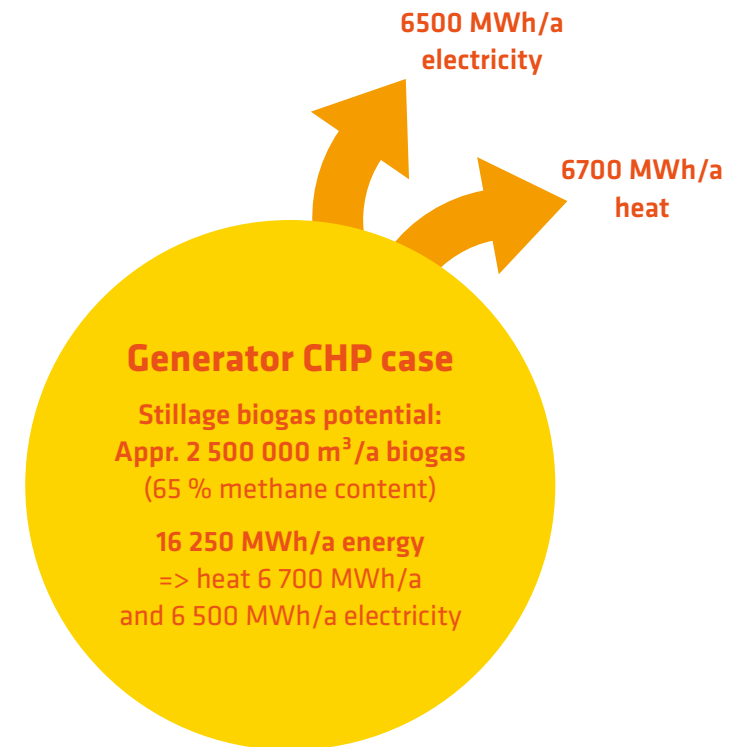 6500 MWh/a
electricity
6700 MWh/a
heat
Generator CHP case
Stillage biogas potential:
Appr. 2 500 000 m³/a biogas
(65 % methane content)
16 250 MWh/a energy
=> heat 6 700 MWh/a
and 6 500 MWh/a electricity